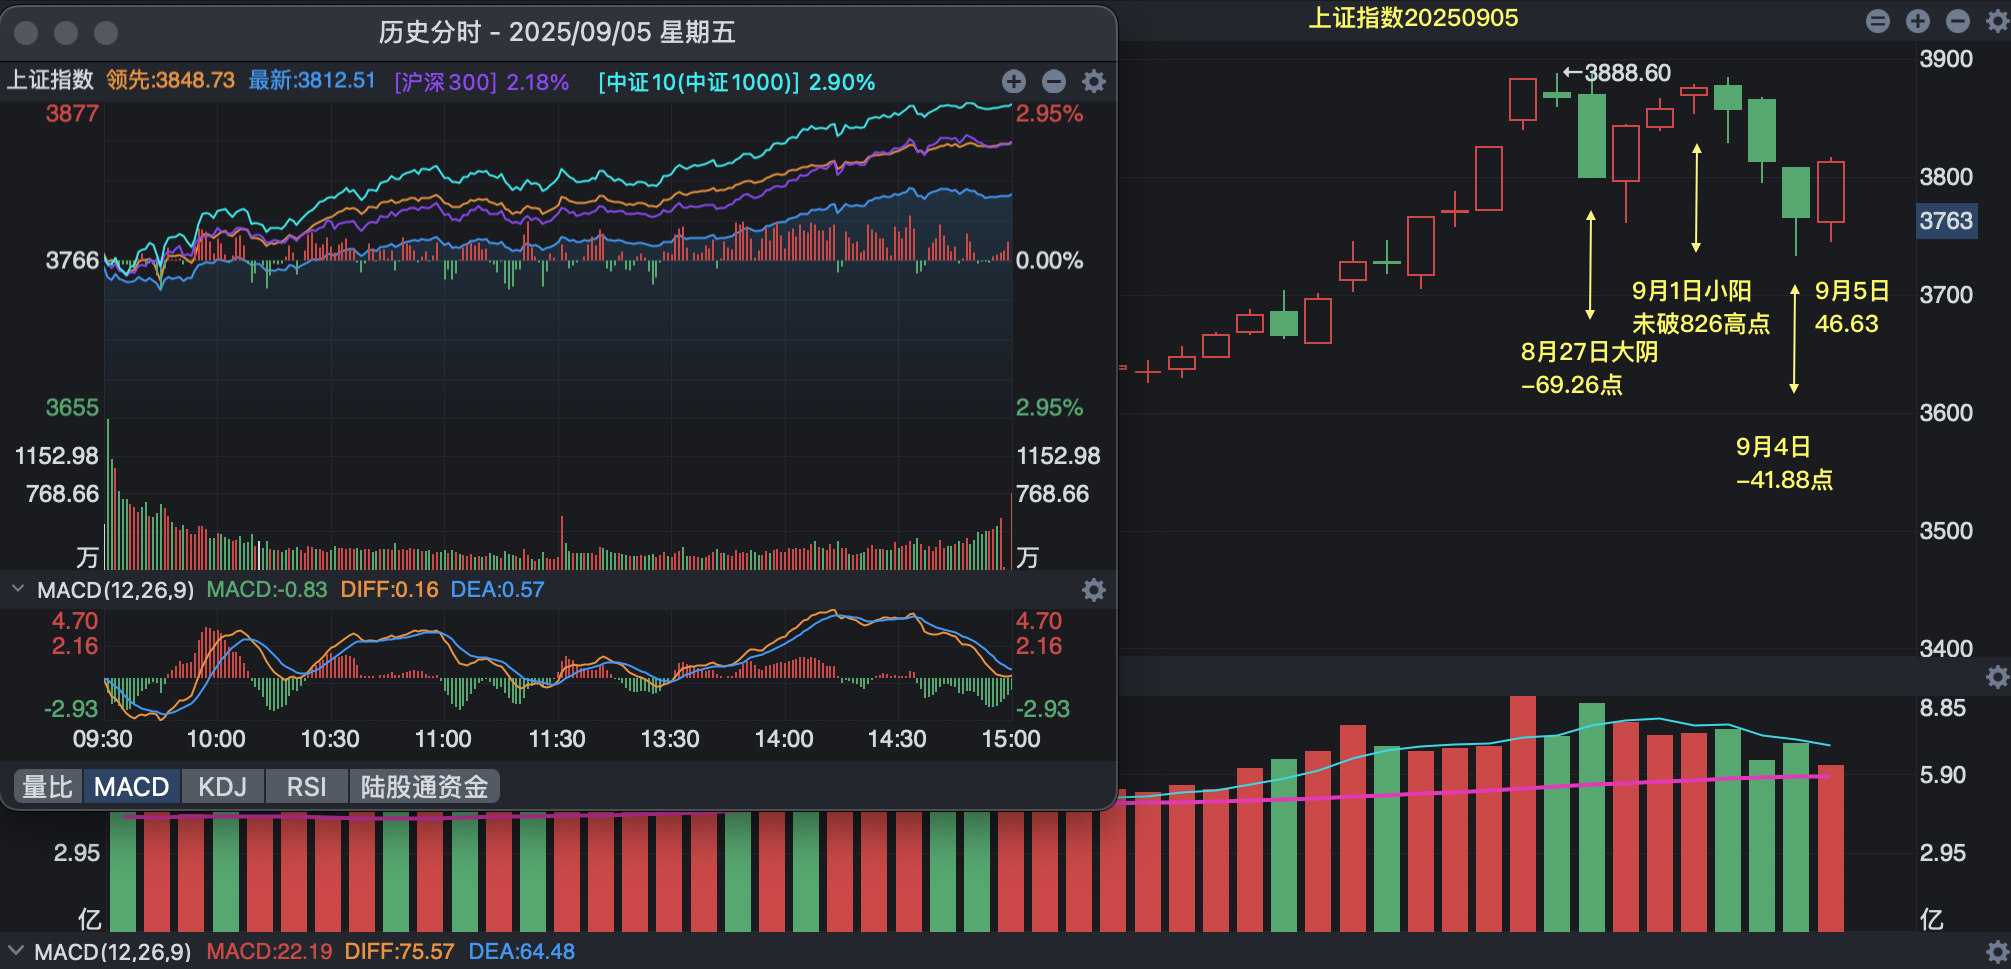 历史分时 - 2025/09/05 星期五
上证指数 领先:3848.73 最新:3812.51 [沪深300] 2.18% [中证10(中证1000)] 2.90%
3877
2.95%
3766
0.00%
3655
2.95%
1152.98
1152.98
768.66
768.66
万
万
MACD(12,26,9) MACD:-0.83 DIFF:0.16 DEA:0.57
4.70
4.70
2.16
2.16
-2.93
-2.93
09:30 10:00 10:30 11:00 11:30 13:30 14:00 14:30 15:00
量比 MACD KDJ RSI 陆股通资金
上证指数20250905
←3888.60
3900
3800
3763
3700
3600
3500
3400
8月27日大阴
-69.26点
9月1日小阳
未破826高点
9月5日
46.63
9月4日
-41.88点
8.85
5.90
2.95
2.95
亿
亿
MACD(12,26,9) MACD:22.19 DIFF:75.57 DEA:64.48